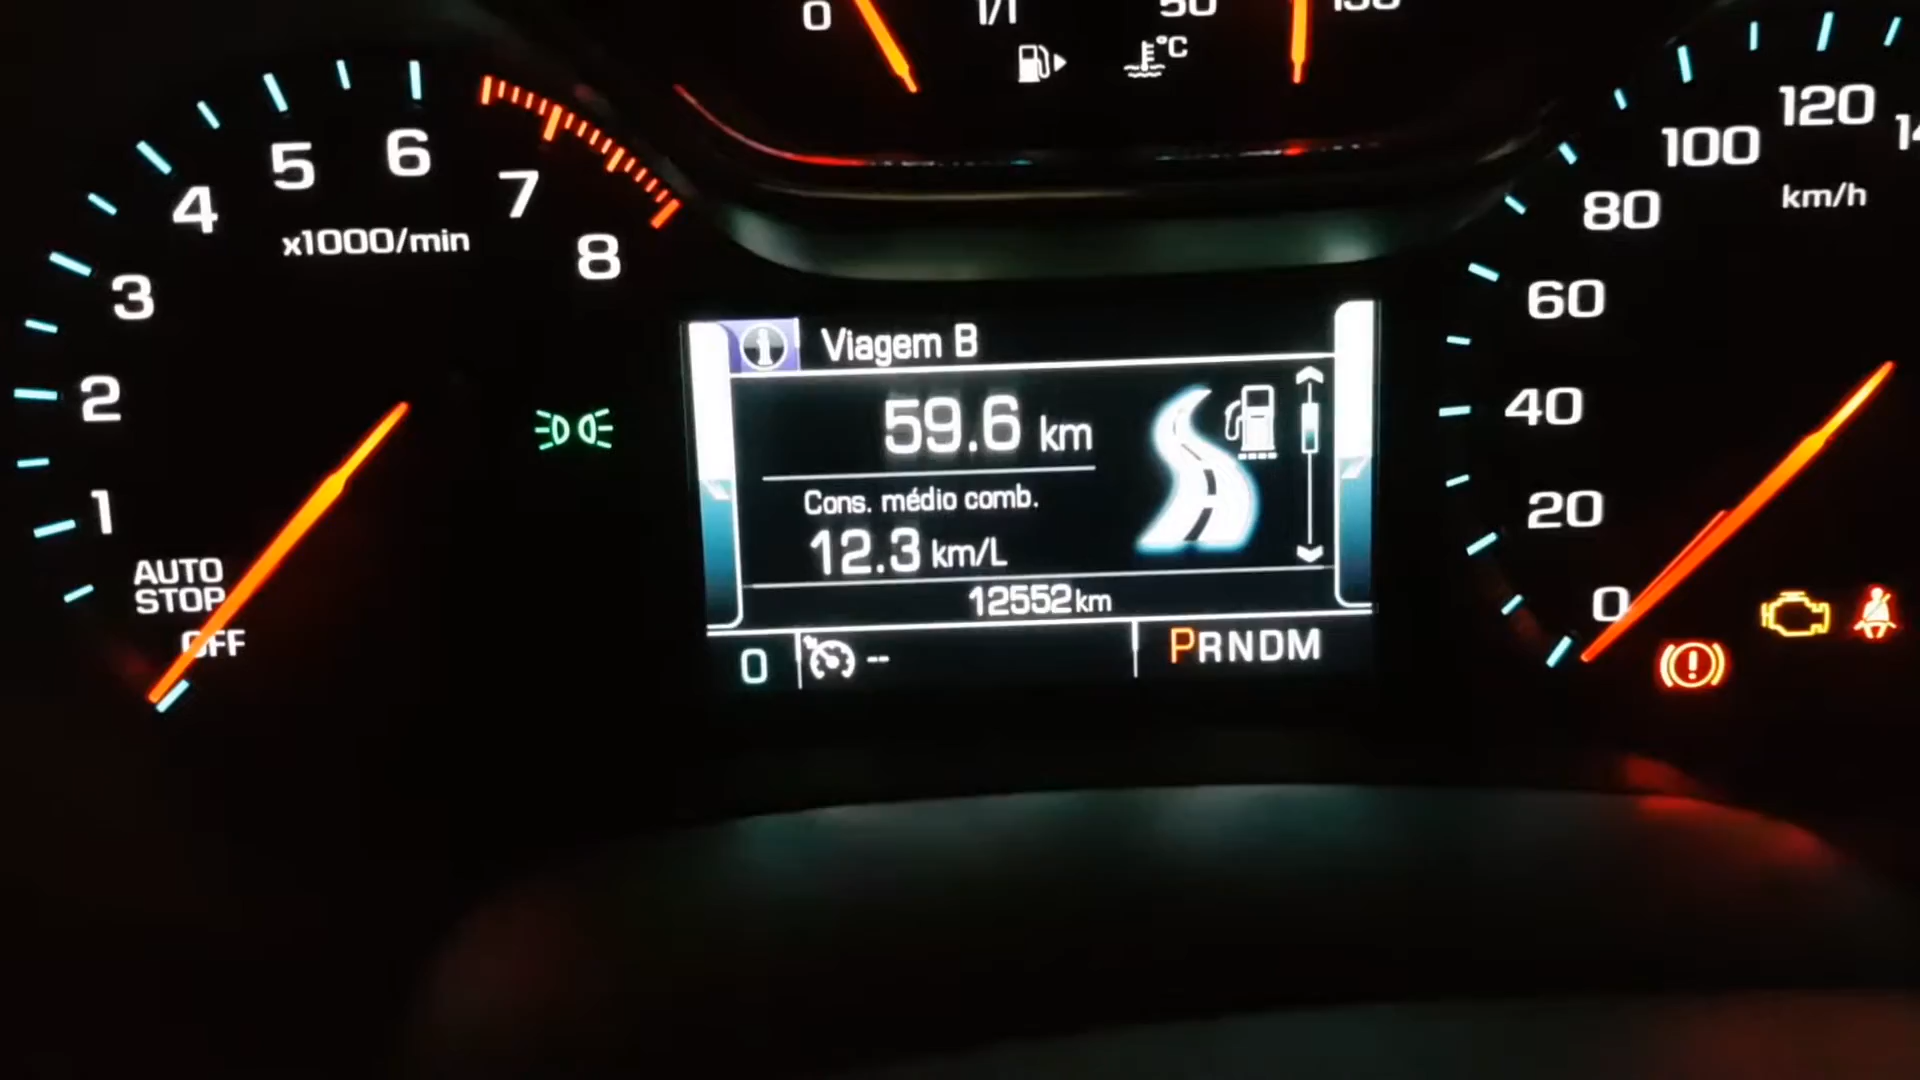 0
1/1
50
150
°C
1
2
3
4
5
6
7
8
x1000/min
AUTO
STOP
OFF
Viagem B
59.6 km
Cons. médio comb.
12.3 km/L
12552 km
0
--
PRNDM
0
20
40
60
80
100
120
km/h